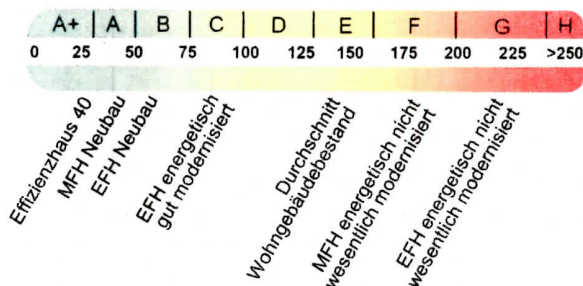 A+ A B C D E F G H
0 25 50 75 100 125 150 175 200 225 >250
Effizienzhaus 40
MFH Neubau
EFH Neubau
EFH energetisch
gut modernisiert
Durchschnitt
Wohngebäudebestand
MFH energetisch nicht
wesentlich modernisiert
EFH energetisch nicht
wesentlich modernisiert